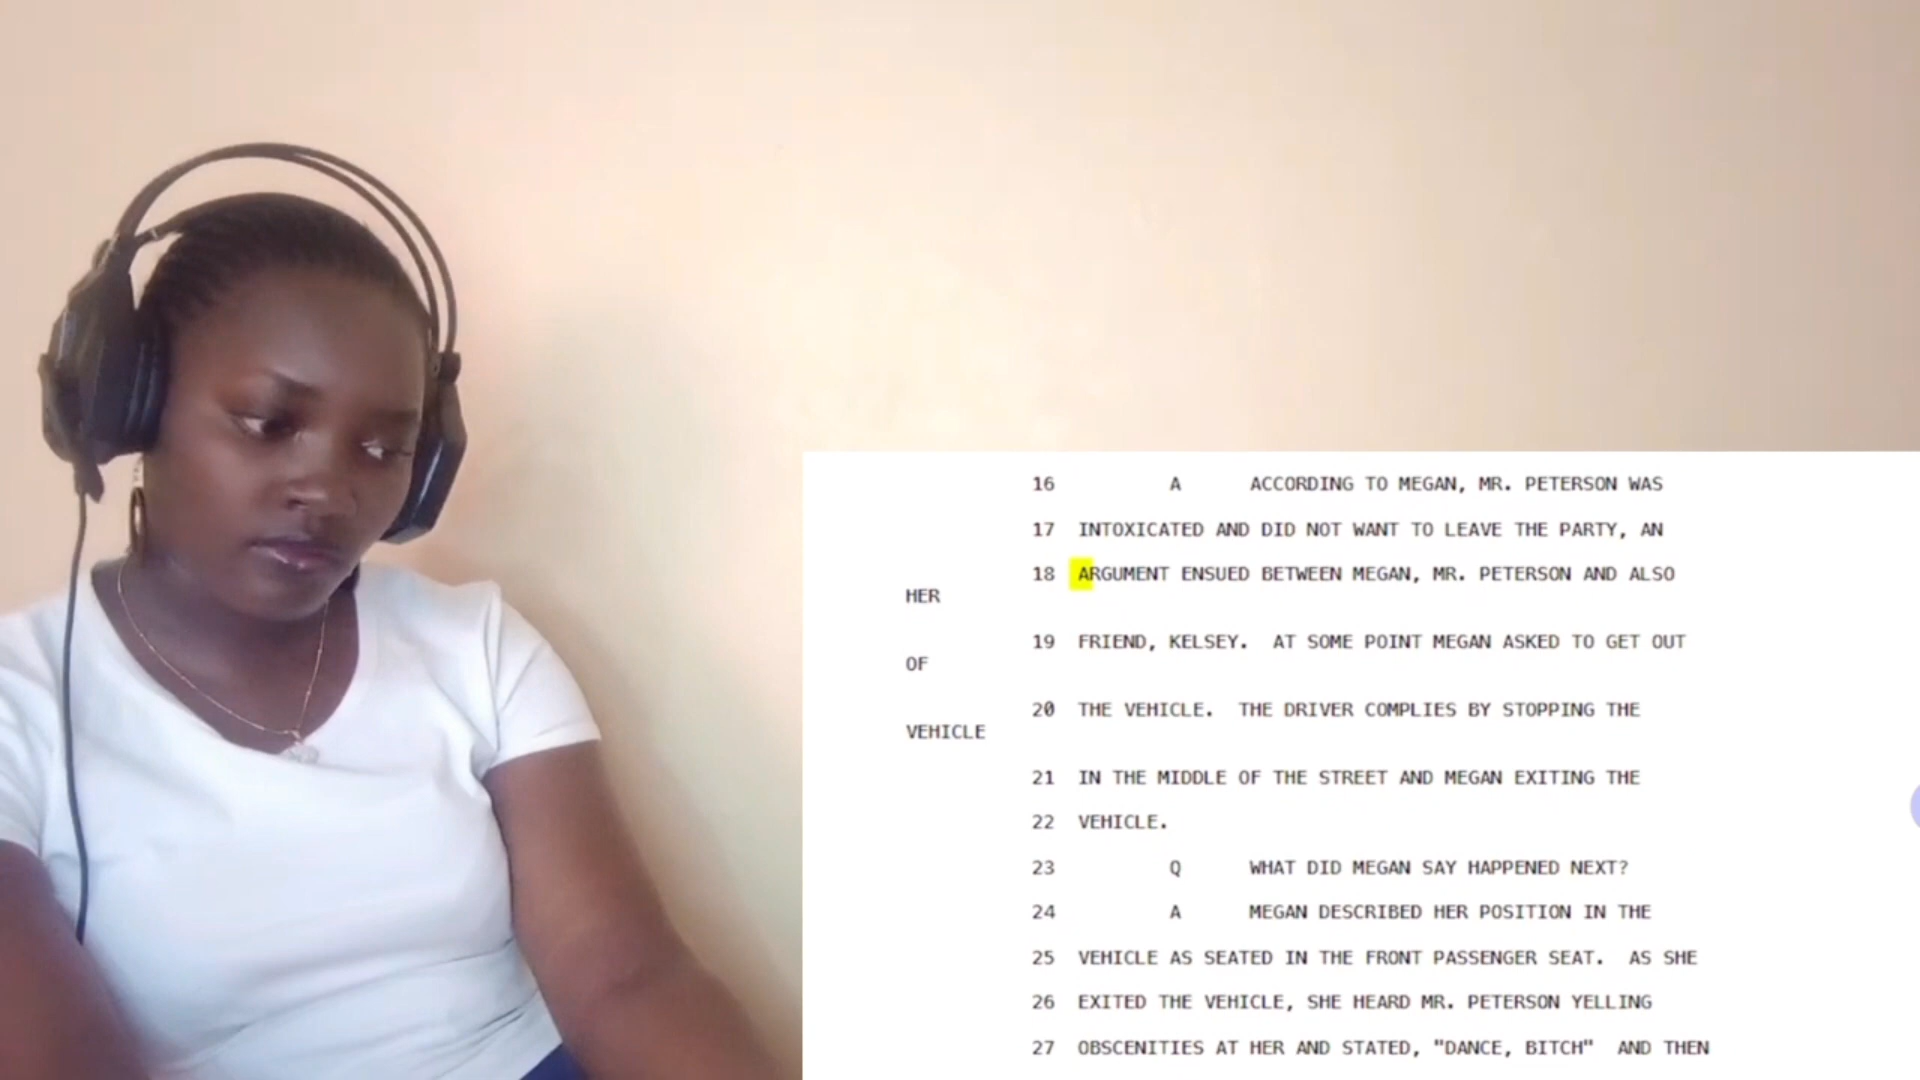 16 A ACCORDING TO MEGAN, MR. PETERSON WAS
17 INTOXICATED AND DID NOT WANT TO LEAVE THE PARTY, AN
18 ARGUMENT ENSUED BETWEEN MEGAN, MR. PETERSON AND ALSO
HER
19 FRIEND, KELSEY. AT SOME POINT MEGAN ASKED TO GET OUT
OF
20 THE VEHICLE. THE DRIVER COMPLIES BY STOPPING THE
VEHICLE
21 IN THE MIDDLE OF THE STREET AND MEGAN EXITING THE
22 VEHICLE.
23 Q WHAT DID MEGAN SAY HAPPENED NEXT?
24 A MEGAN DESCRIBED HER POSITION IN THE
25 VEHICLE AS SEATED IN THE FRONT PASSENGER SEAT. AS SHE
26 EXITED THE VEHICLE, SHE HEARD MR. PETERSON YELLING
27 OBSCENITIES AT HER AND STATED, "DANCE, BITCH" AND THEN